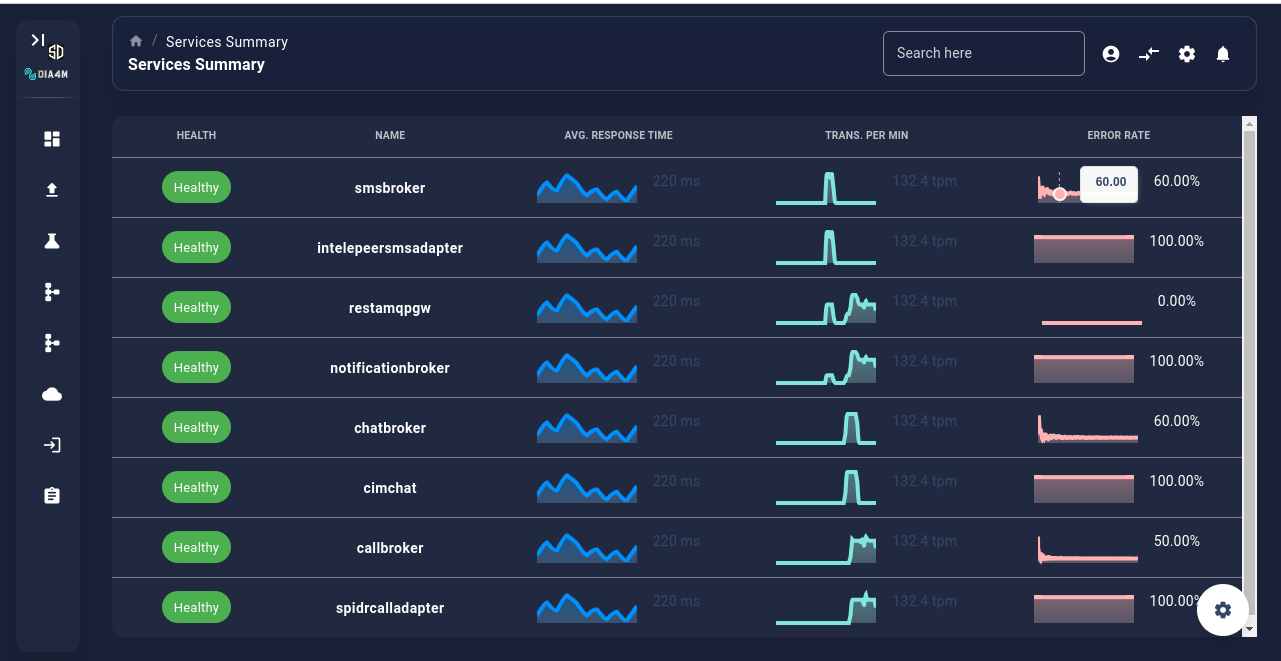 SD
DIA4M
/ Services Summary
Services Summary
Search here
HEALTH NAME AVG. RESPONSE TIME TRANS. PER MIN ERROR RATE
Healthy smsbroker 220 ms 132.4 tpm 60.00 60.00%
Healthy intelepeersmsadapter 220 ms 132.4 tpm 100.00%
Healthy restamqpgw 220 ms 132.4 tpm 0.00%
Healthy notificationbroker 220 ms 132.4 tpm 100.00%
Healthy chatbroker 220 ms 132.4 tpm 60.00%
Healthy cimchat 220 ms 132.4 tpm 100.00%
Healthy callbroker 220 ms 132.4 tpm 50.00%
Healthy spidrcalladapter 220 ms 132.4 tpm 100.00%